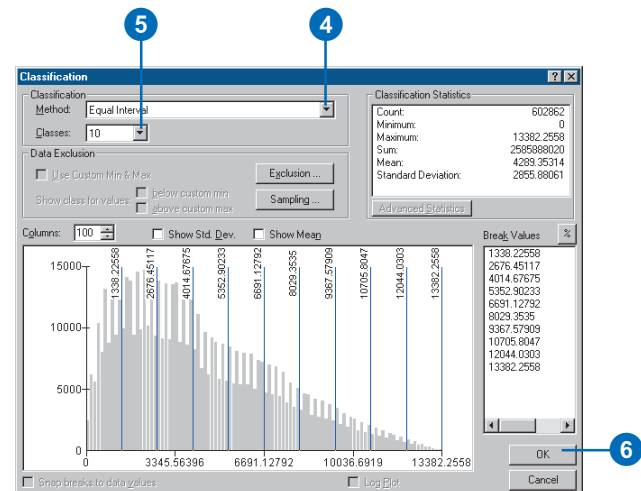 5
4
Classification
Classification
Method: Equal Interval
Classes: 10
Classification Statistics
Count: 602862
Minimum: 0
Maximum: 13382.2558
Sum: 2585888020
Mean: 4289.35314
Standard Deviation: 2855.88061
Advanced Statistics
Data Exclusion
Use Custom Min & Max
Exclusion ...
Show class for values:
below custom min
above custom max
Sampling ...
Columns: 100
Show Std. Dev.
Show Mean
Break Values
%
1338.22558
2676.45117
4014.67675
5352.90233
6691.12792
8029.3535
9367.57909
10705.8047
12044.0303
13382.2558
15000
10000
5000
0
1338.22558
2676.45117
4014.67675
5352.90233
6691.12792
8029.3535
9367.57909
10705.8047
12044.0303
13382.2558
0
3345.56396
6691.12792
10036.6919
13382.2558
Snap breaks to data values
Log Plot
OK
6
Cancel